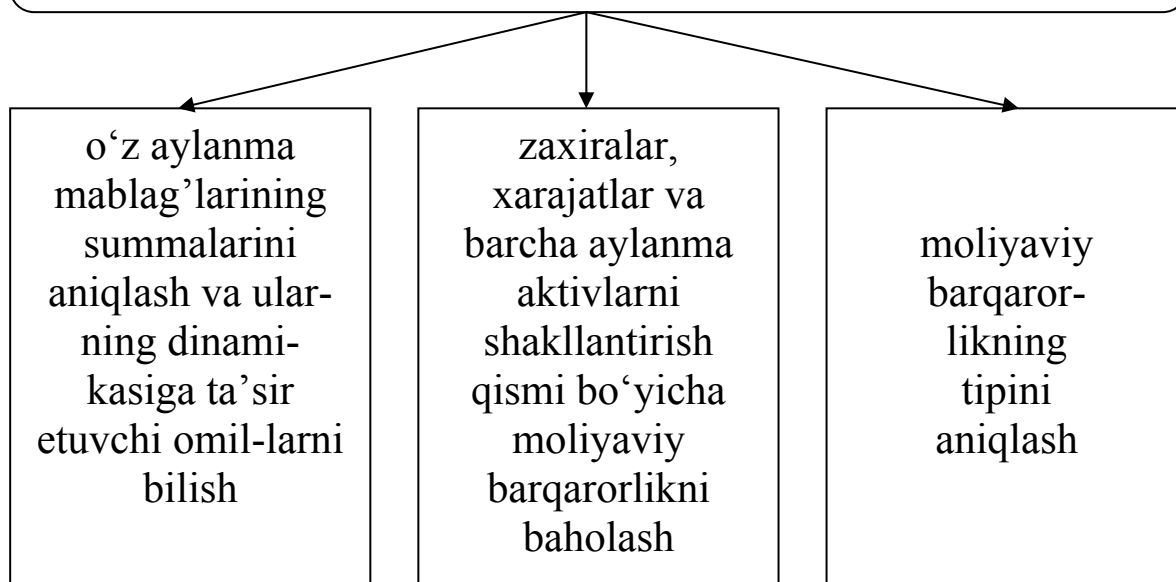 o‘z aylanma
mablag’larining
summalarini
aniqlash va ular-
ning dinami-
kasiga ta’sir
etuvchi omil-larni
bilish
zaxiralar,
xarajatlar va
barcha aylanma
aktivlarni
shakllantirish
qismi bo‘yicha
moliyaviy
barqarorlikni
baholash
moliyaviy
barqaror-
likning
tipini
aniqlash